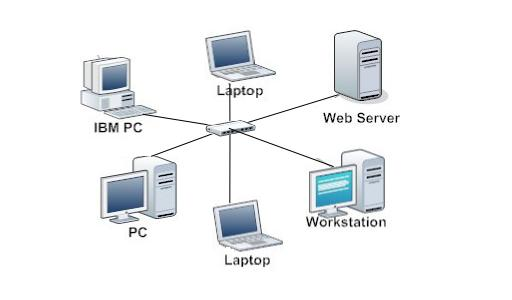 Laptop
IBM PC
Web Server
PC
Workstation
Laptop